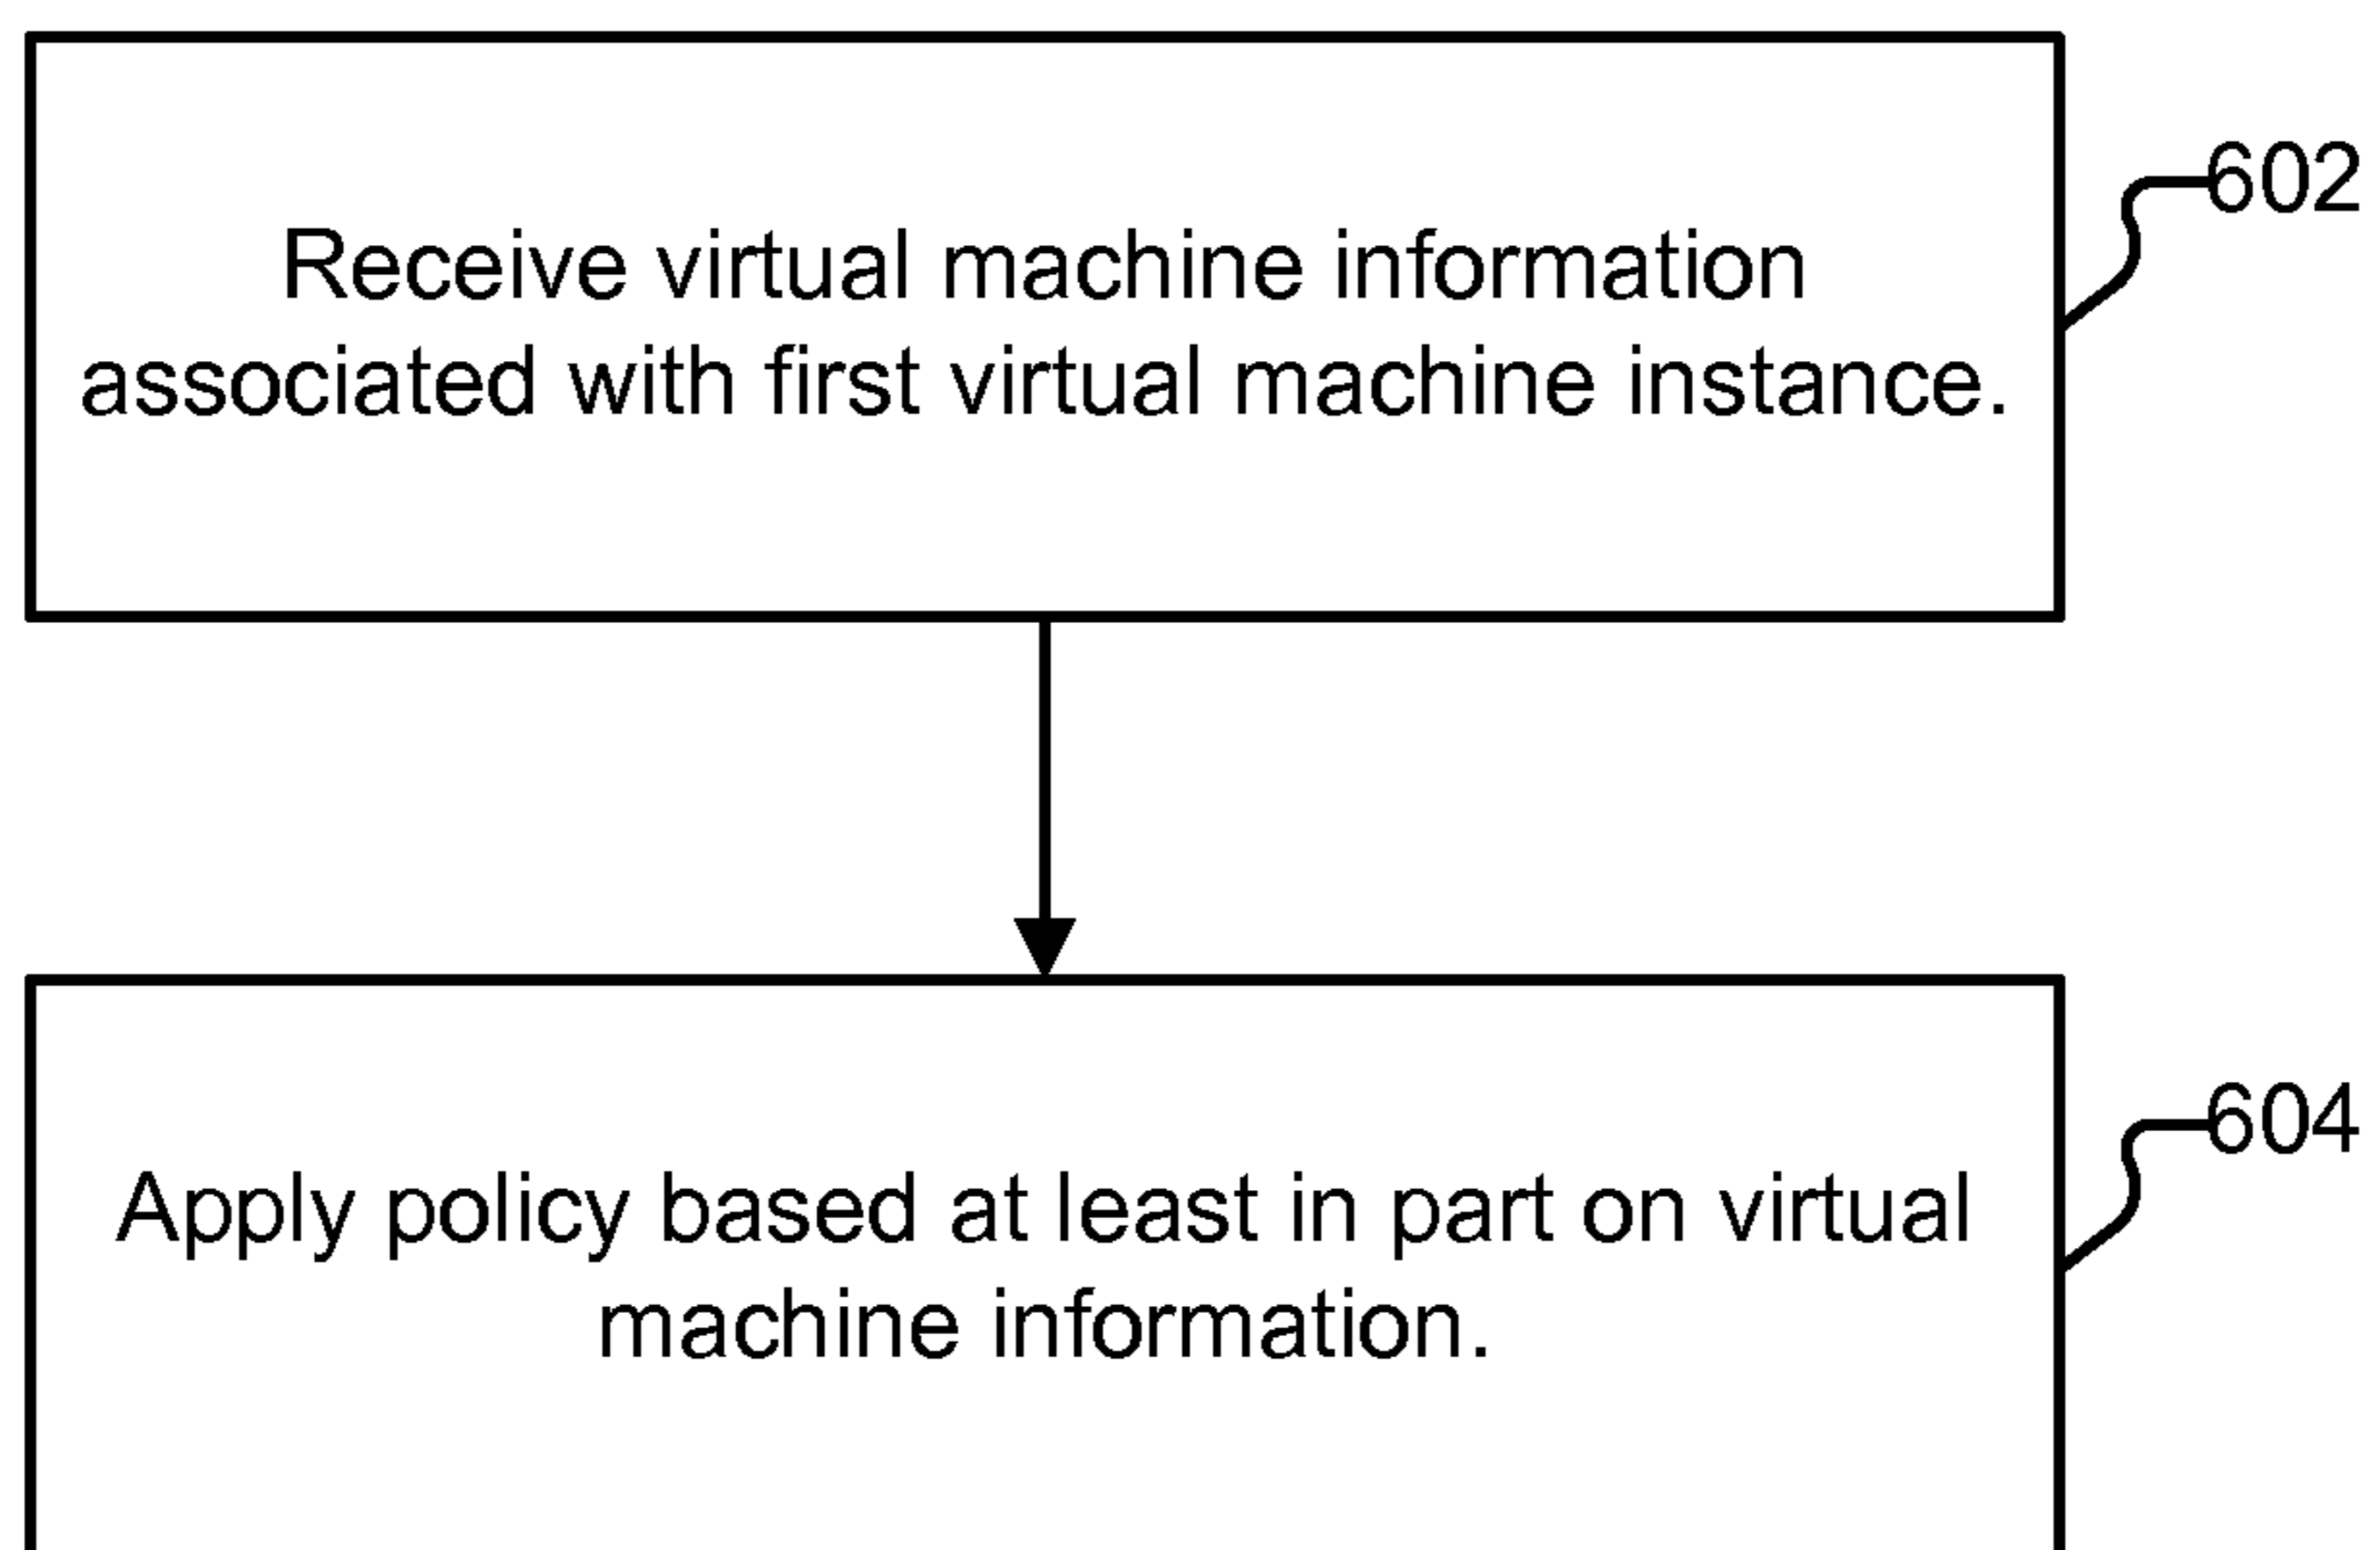 602
Receive virtual machine information
associated with first virtual machine instance.
604
Apply policy based at least in part on virtual
machine information.